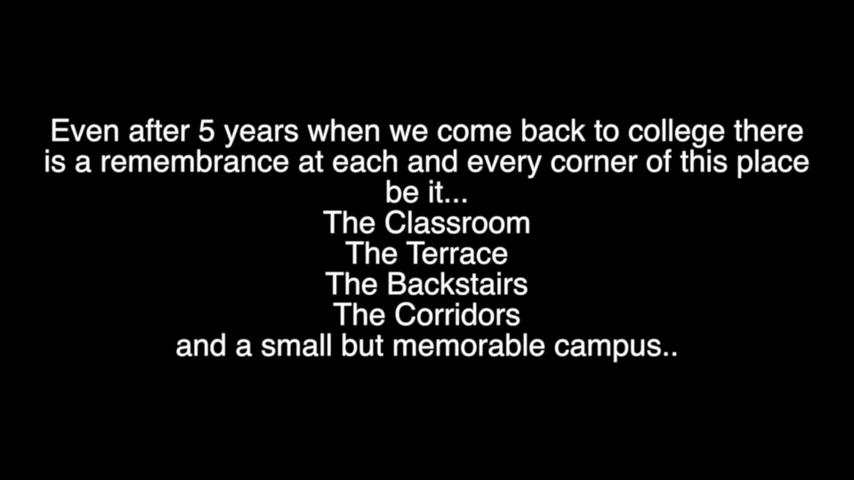 Even after 5 years when we come back to college there
is a remembrance at each and every corner of this place
be it...
The Classroom
The Terrace
The Backstairs
The Corridors
and a small but memorable campus..